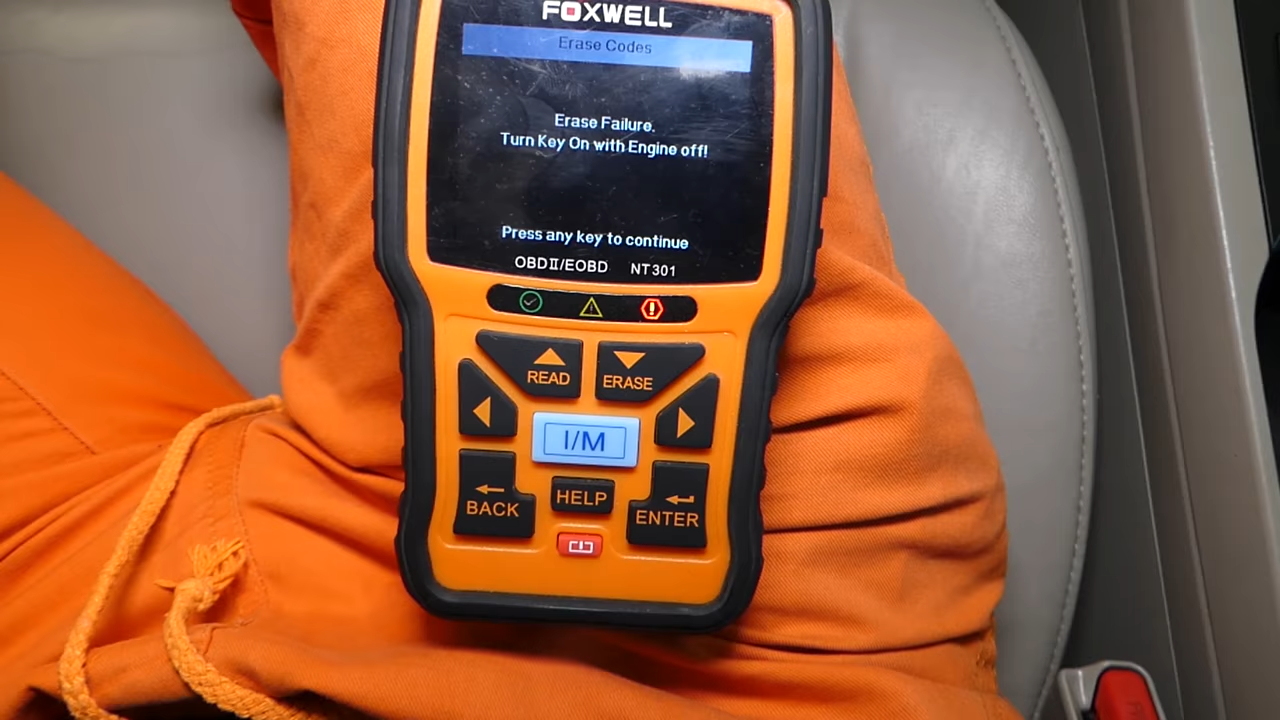 FOXWELL
Erase Codes
Erase Failure.
Turn Key On with Engine off!
Press any key to continue
OBDII/EOBD NT301
READ
ERASE
I/M
BACK
HELP
ENTER